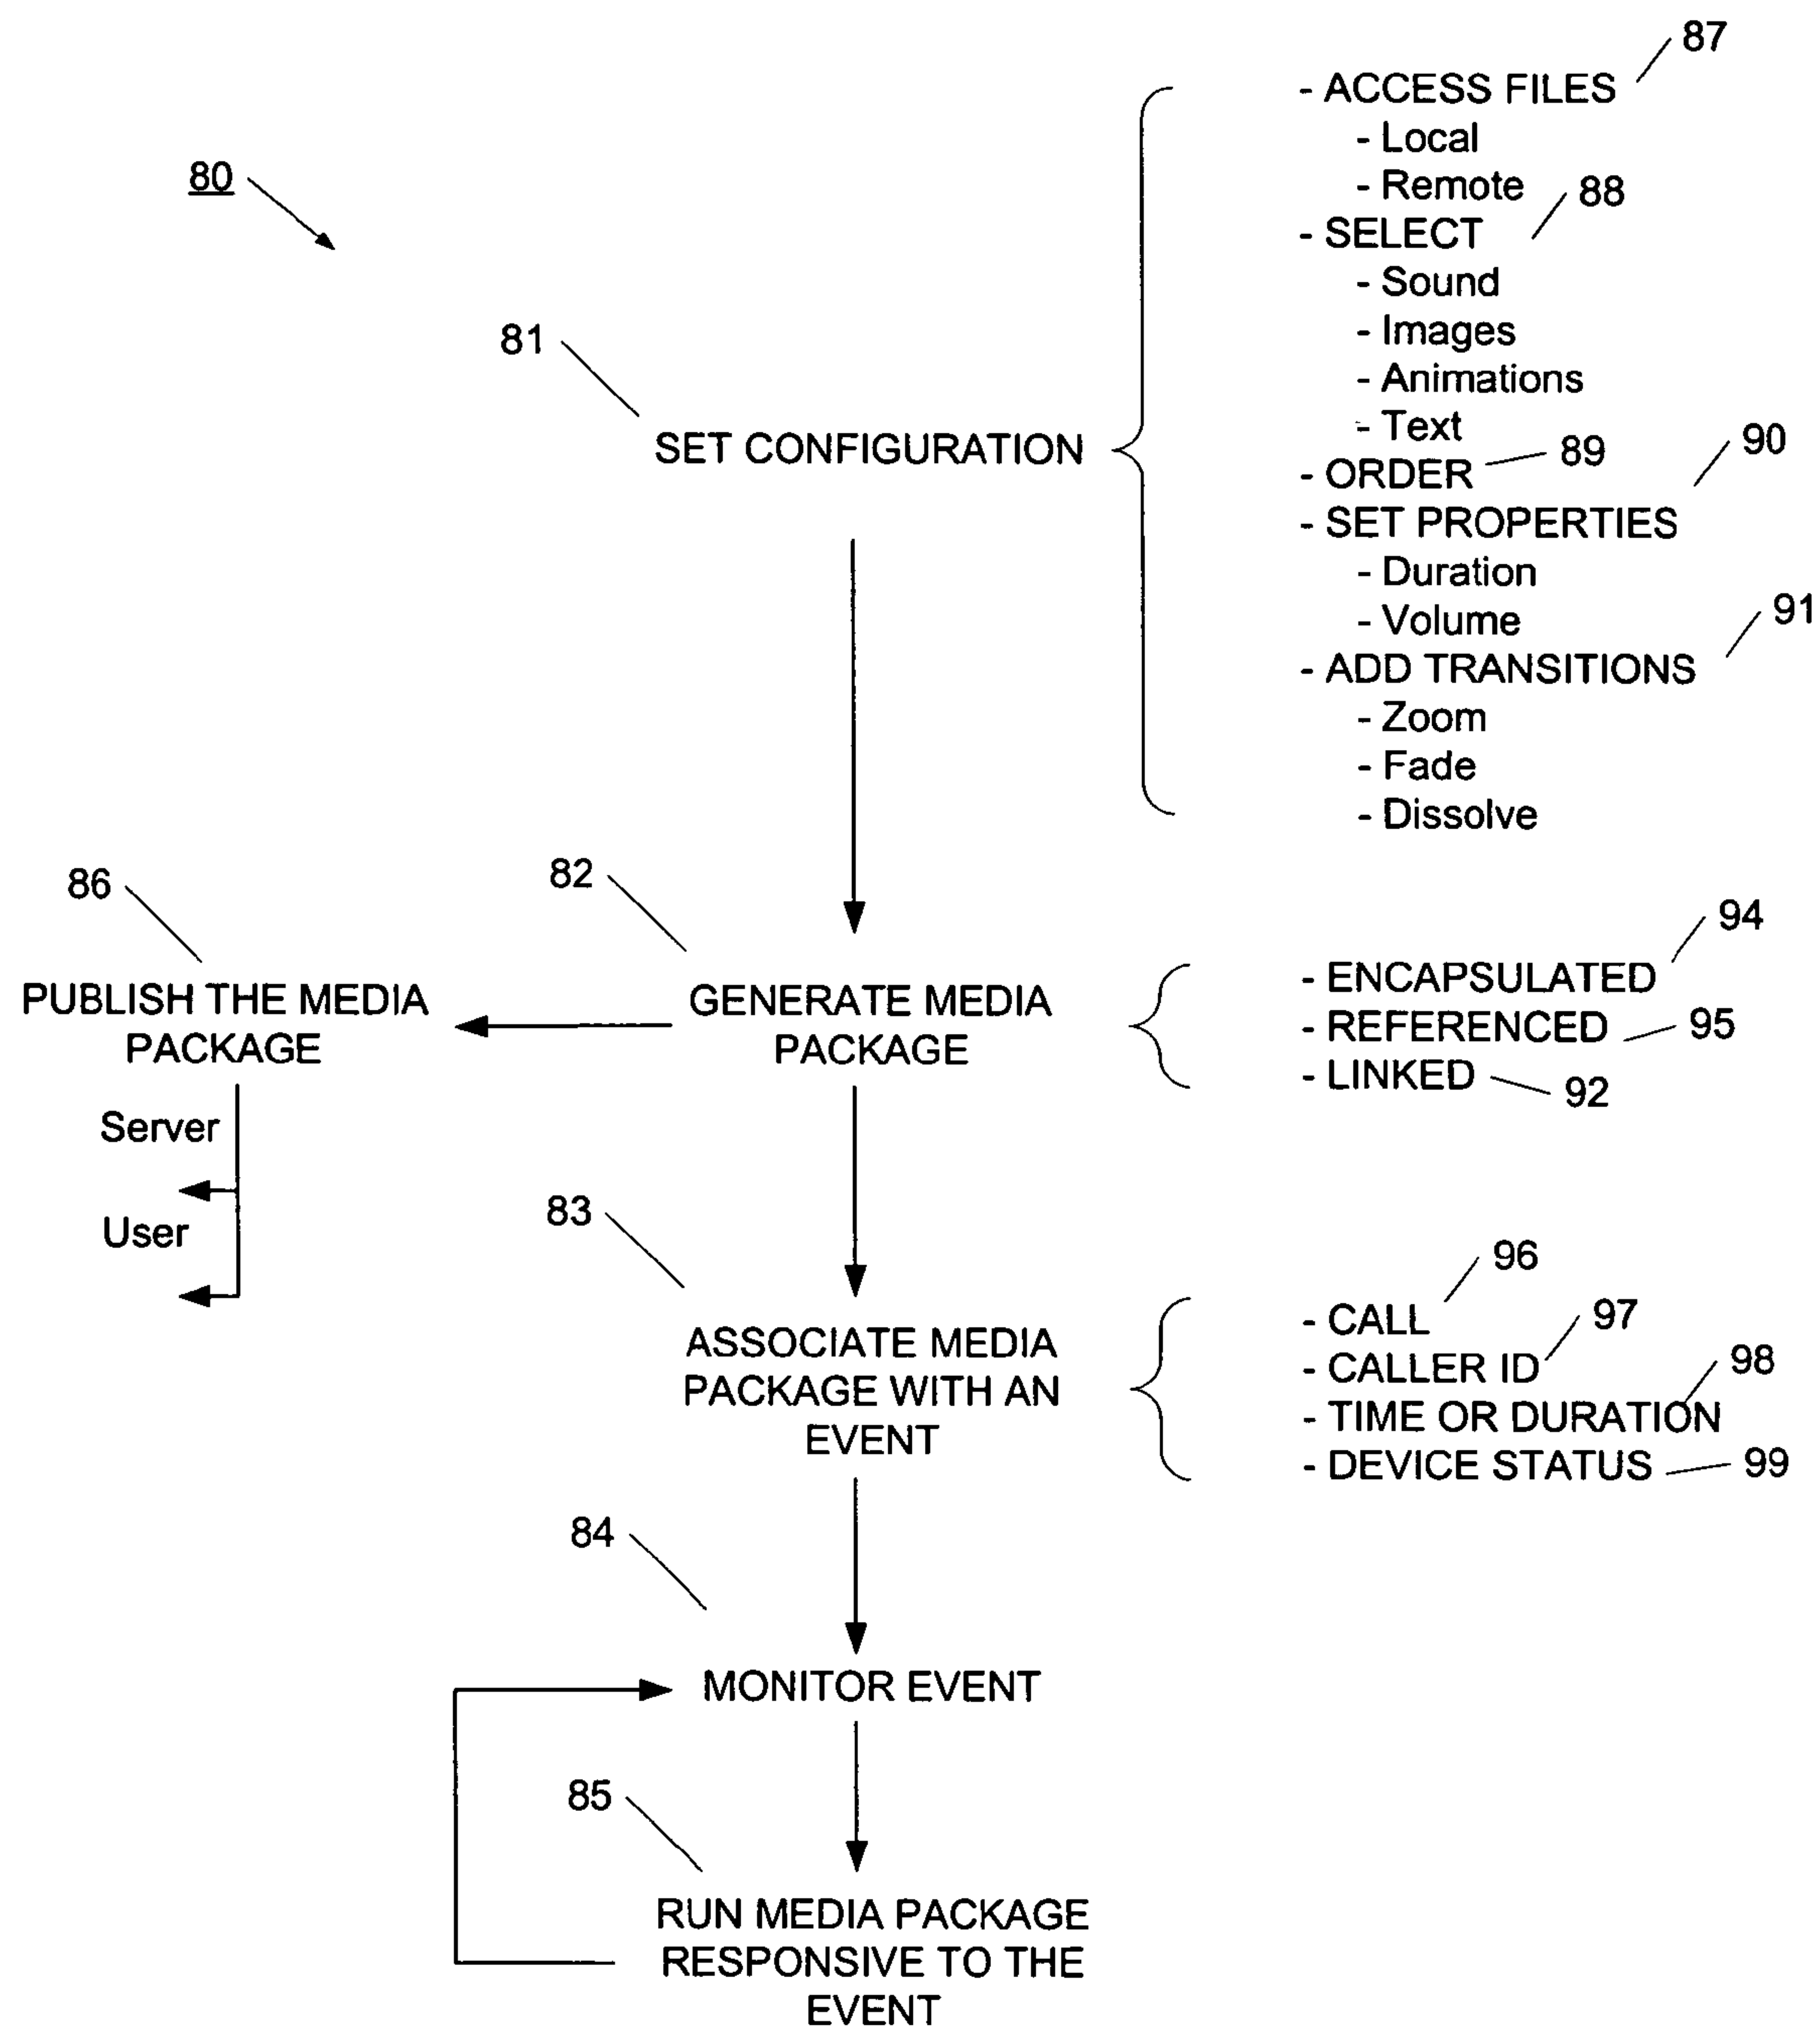 87
- ACCESS FILES
- Local
- Remote
88
- SELECT
- Sound
- Images
- Animations
- Text
89
- ORDER
90
- SET PROPERTIES
- Duration
- Volume
91
- ADD TRANSITIONS
- Zoom
- Fade
- Dissolve
80
81
SET CONFIGURATION
86
PUBLISH THE MEDIA
PACKAGE
Server
User
82
GENERATE MEDIA
PACKAGE
94
- ENCAPSULATED
- REFERENCED
95
- LINKED
92
83
ASSOCIATE MEDIA
PACKAGE WITH AN
EVENT
96
- CALL
97
- CALLER ID
98
- TIME OR DURATION
- DEVICE STATUS
99
84
MONITOR EVENT
85
RUN MEDIA PACKAGE
RESPONSIVE TO THE
EVENT